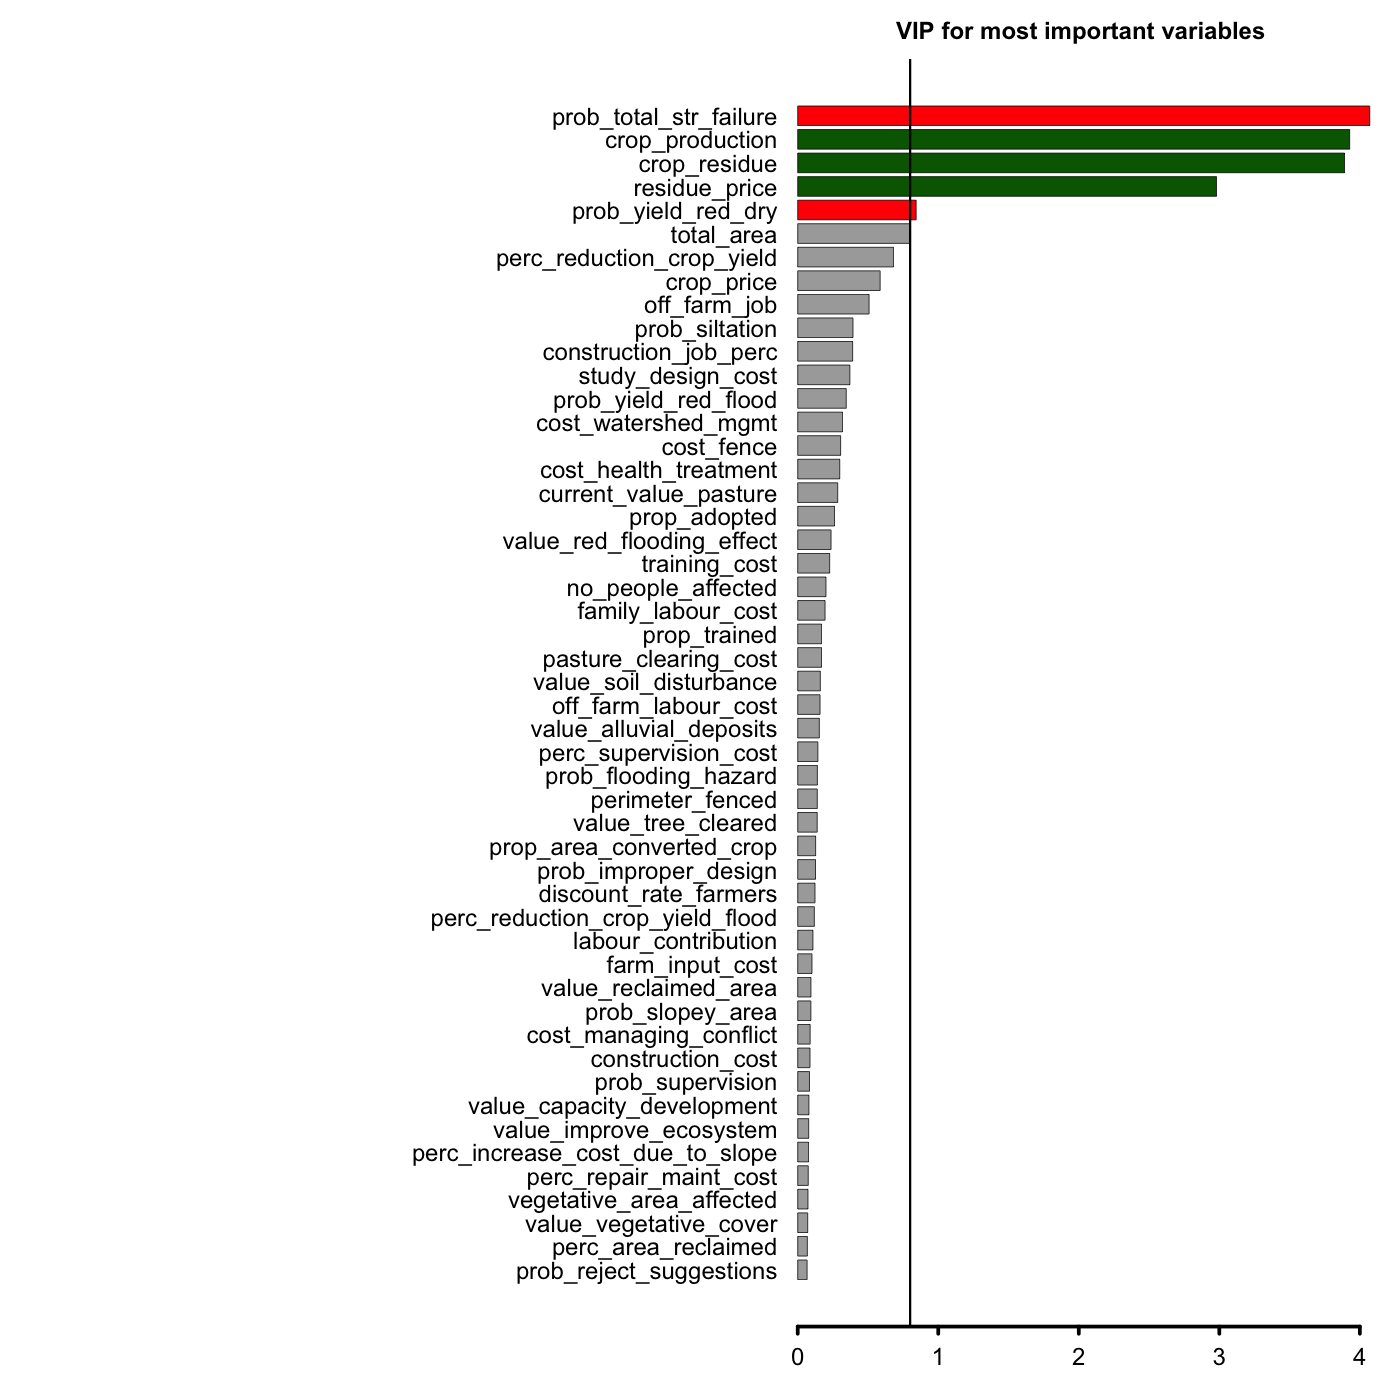 VIP for most important variables
prob_total_str_failure
crop_production
crop_residue
residue_price
prob_yield_red_dry
total_area
perc_reduction_crop_yield
crop_price
off_farm_job
prob_siltation
construction_job_perc
study_design_cost
prob_yield_red_flood
cost_watershed_mgmt
cost_fence
cost_health_treatment
current_value_pasture
prop_adopted
value_red_flooding_effect
training_cost
no_people_affected
family_labour_cost
prop_trained
pasture_clearing_cost
value_soil_disturbance
off_farm_labour_cost
value_alluvial_deposits
perc_supervision_cost
prob_flooding_hazard
perimeter_fenced
value_tree_cleared
prop_area_converted_crop
prob_improper_design
discount_rate_farmers
perc_reduction_crop_yield_flood
labour_contribution
farm_input_cost
value_reclaimed_area
prob_slopey_area
cost_managing_conflict
construction_cost
prob_supervision
value_capacity_development
value_improve_ecosystem
perc_increase_cost_due_to_slope
perc_repair_maint_cost
vegetative_area_affected
value_vegetative_cover
perc_area_reclaimed
prob_reject_suggestions
0 1 2 3 4